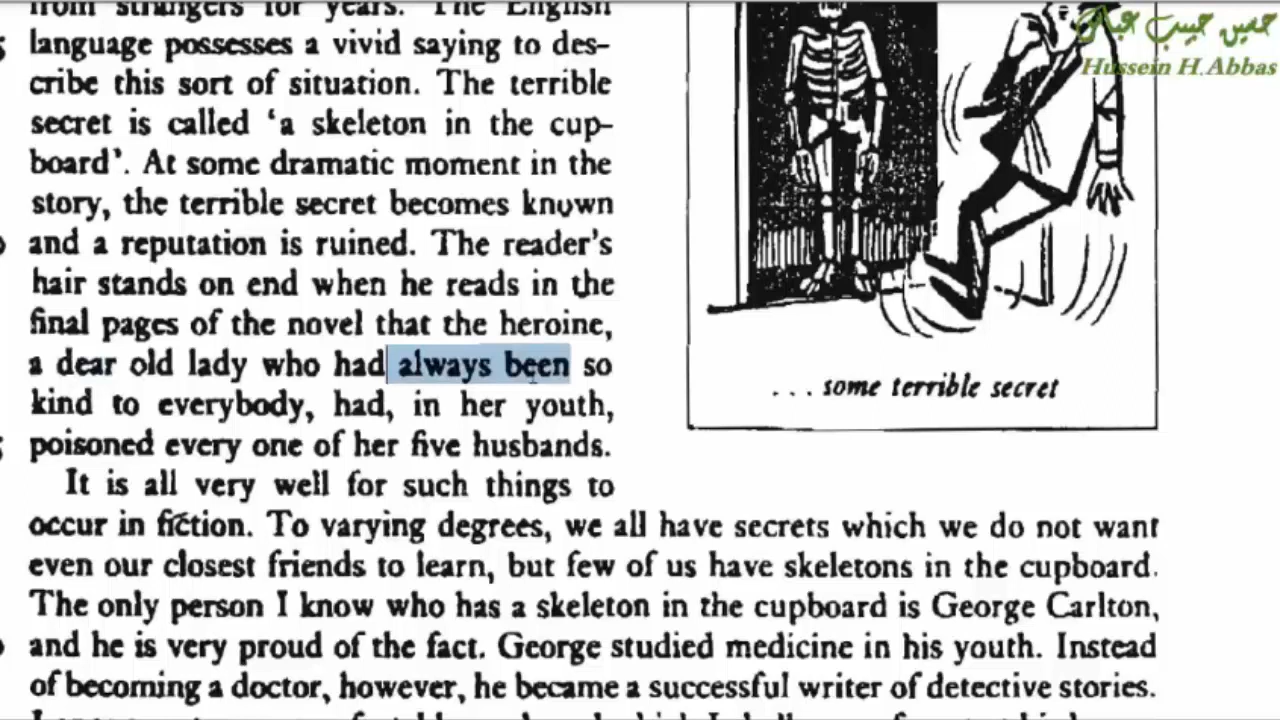 from strangers for years. The English
language possesses a vivid saying to des-
cribe this sort of situation. The terrible
secret is called ‘a skeleton in the cup-
board’. At some dramatic moment in the
story, the terrible secret becomes known
and a reputation is ruined. The reader's
hair stands on end when he reads in the
final pages of the novel that the heroine,
a dear old lady who had always been so
kind to everybody, had, in her youth,
poisoned every one of her five husbands.
It is all very well for such things to
occur in fiction. To varying degrees, we all have secrets which we do not want
even our closest friends to learn, but few of us have skeletons in the cupboard.
The only person I know who has a skeleton in the cupboard is George Carlton,
and he is very proud of the fact. George studied medicine in his youth. Instead
of becoming a doctor, however, he became a successful writer of detective stories.
... some terrible secret
حسين حبيب عباس
Hussein H.Abbas